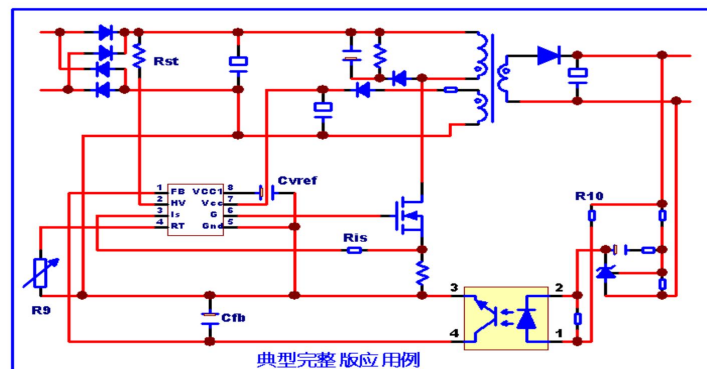 Rst
Cvref
1 FB VCC1 8
2 HV Vcc 7
3 Is G 6
4 RT Gnd 5
R10
Ris
R9
3 2
Cfb
4 1
典型完整版应用例